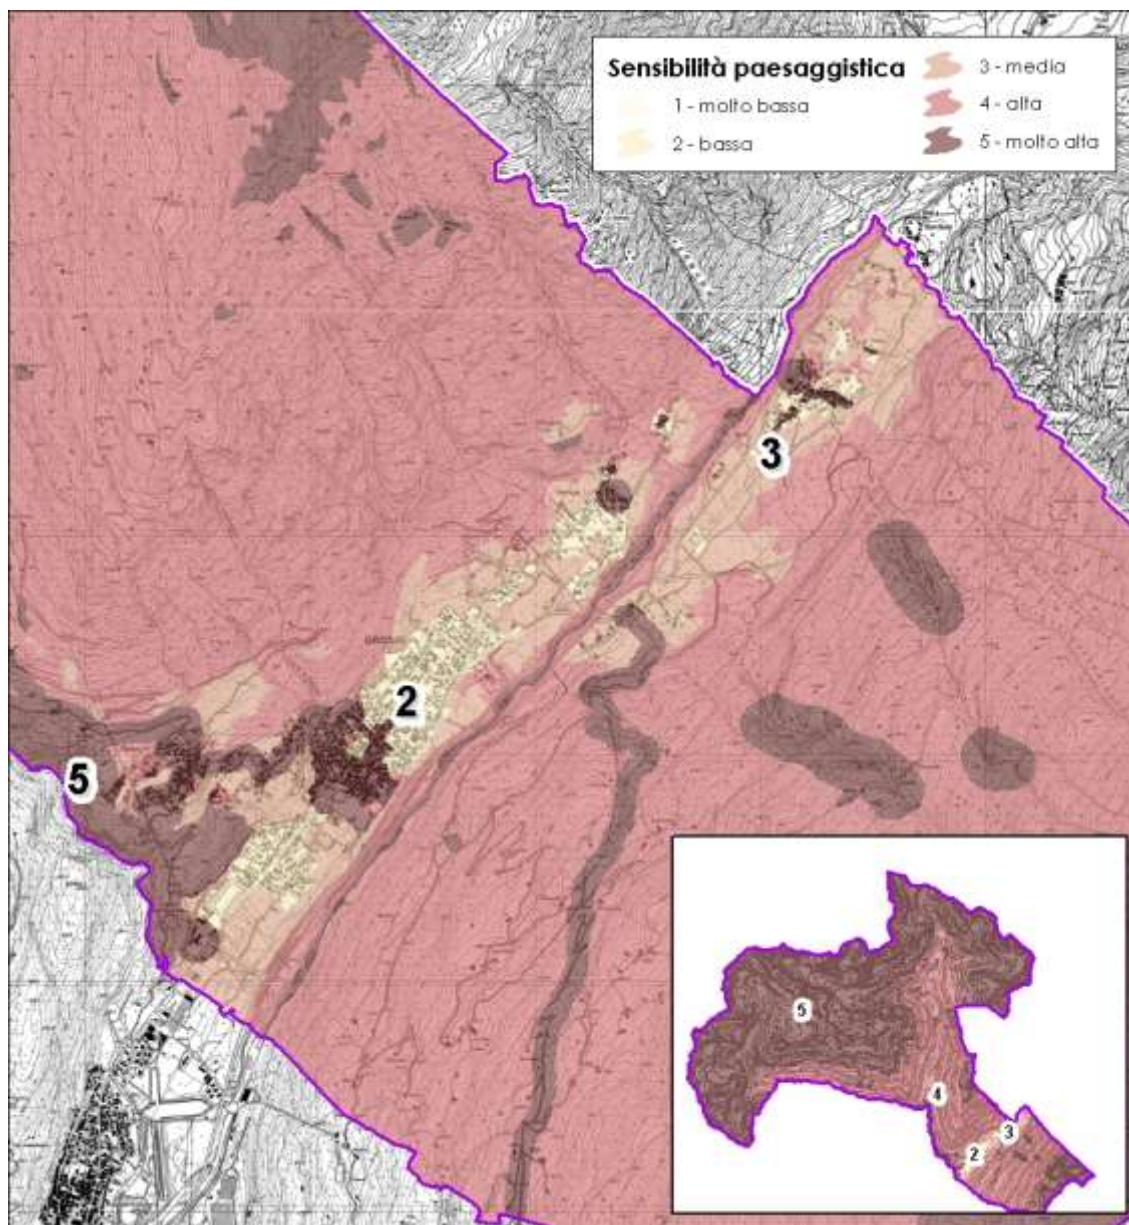 Sensibilità paesaggistica
1 - molto bassa
2 - bassa
3 - media
4 - alta
5 - molto alta
3
2
5
5
4
3
2